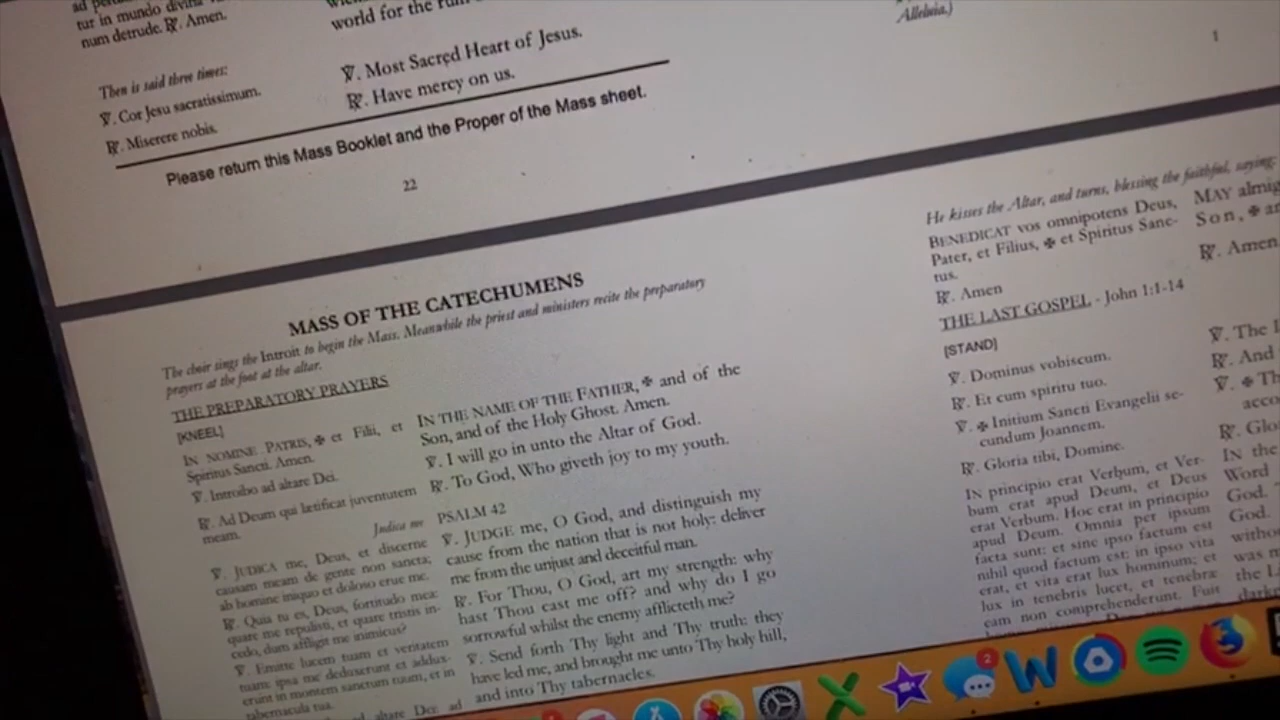 tur in mundo
num detrude. ℟. Amen.
world for the
Then is said three times:
℣. Cor Jesu sacratissimum.
℟. Miserere nobis.
℣. Most Sacred Heart of Jesus.
℟. Have mercy on us.
Please return this Mass Booklet and the Proper of the Mass sheet.
22
Alleluia.)
1
MASS OF THE CATECHUMENS
The choir sings the Introit to begin the Mass. Meanwhile the priest and ministers recite the preparatory
prayers at the foot at the altar.
THE PREPARATORY PRAYERS
[KNEEL]
IN NOMINE PATRIS, ✠ et Filii, et
Spiritus Sancti. Amen.
℣. Introibo ad altare Dei.
℟. Ad Deum qui lætificat juventutem
meam.
Judica me
℣. JUDICA me, Deus, et discerne
causam meam de gente non sancta:
ab homine iniquo et doloso erue me.
℟. Quia tu es, Deus, fortitudo mea:
quare me repulisti, et quare tristis in-
cedo, dum affligit me inimicus?
℣. Emitte lucem tuam et veritatem
tuam: ipsa me deduxerunt et addux-
erunt in montem sanctum tuum, et in
tabernacula tua.
altare Dei: ad
IN THE NAME OF THE FATHER, ✠ and of the
Son, and of the Holy Ghost. Amen.
℣. I will go in unto the Altar of God.
℟. To God, Who giveth joy to my youth.
PSALM 42
℣. JUDGE me, O God, and distinguish my
cause from the nation that is not holy: deliver
me from the unjust and deceitful man.
℟. For Thou, O God, art my strength: why
hast Thou cast me off? and why do I go
sorrowful whilst the enemy afflicteth me?
℣. Send forth Thy light and Thy truth: they
have led me, and brought me unto Thy holy hill,
and into Thy tabernacles.
He kisses the Altar, and turns, blessing the faithful, saying:
BENEDICAT vos omnipotens Deus,
Pater, et Filius, ✠ et Spiritus Sanc-
tus.
℟. Amen
MAY
Son, ✠
℟. Amen
THE LAST GOSPEL - John 1:1-14
[STAND]
℣. Dominus vobiscum.
℟. Et cum spiritu tuo.
℣. ✠ Initium Sancti Evangelii se-
cundum Joannem.
℟. Gloria tibi, Domine.
IN principio erat Verbum, et Ver-
bum erat apud Deum, et Deus
erat Verbum. Hoc erat in principio
apud Deum. Omnia per ipsum
facta sunt: et sine ipso factum est
nihil quod factum est: in ipso vita
erat, et vita erat lux hominum; et
lux in tenebris lucet, et tenebræ
eam non comprehenderunt. Fuit
℣. The
℟. And
℣. ✠
℟.
IN the
Word
God.
God.
was
the
2
W